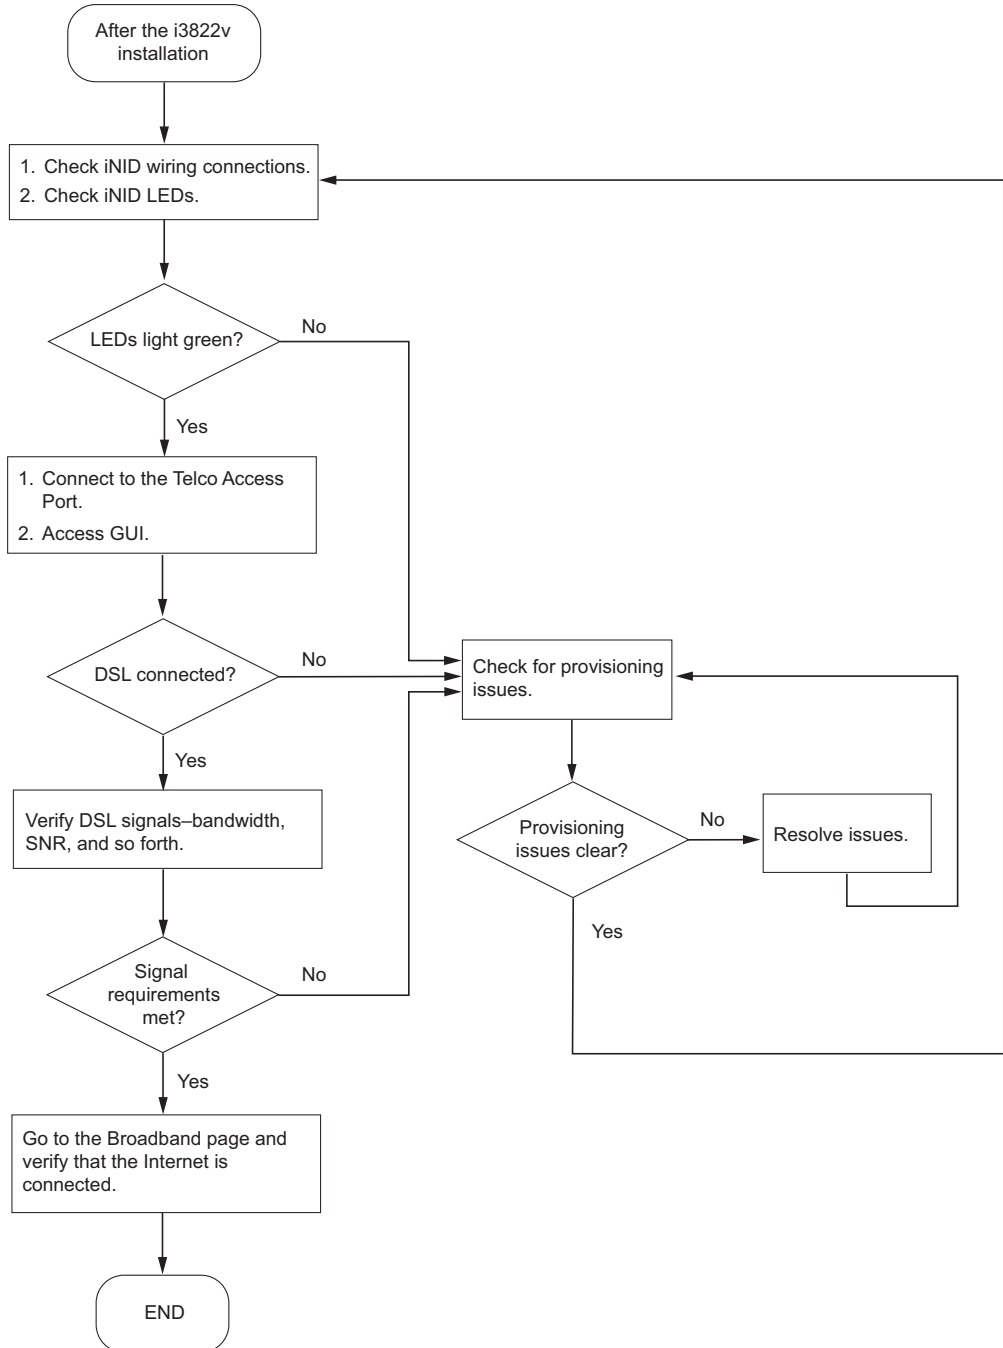 After the i3822v
installation
1. Check iNID wiring connections.
2. Check iNID LEDs.
LEDs light green?
No
Yes
1. Connect to the Telco Access
Port.
2. Access GUI.
DSL connected?
No
Yes
Check for provisioning
issues.
Verify DSL signals–bandwidth,
SNR, and so forth.
Provisioning
issues clear?
No
Resolve issues.
Yes
Signal
requirements
met?
No
Yes
Go to the Broadband page and
verify that the Internet is
connected.
END